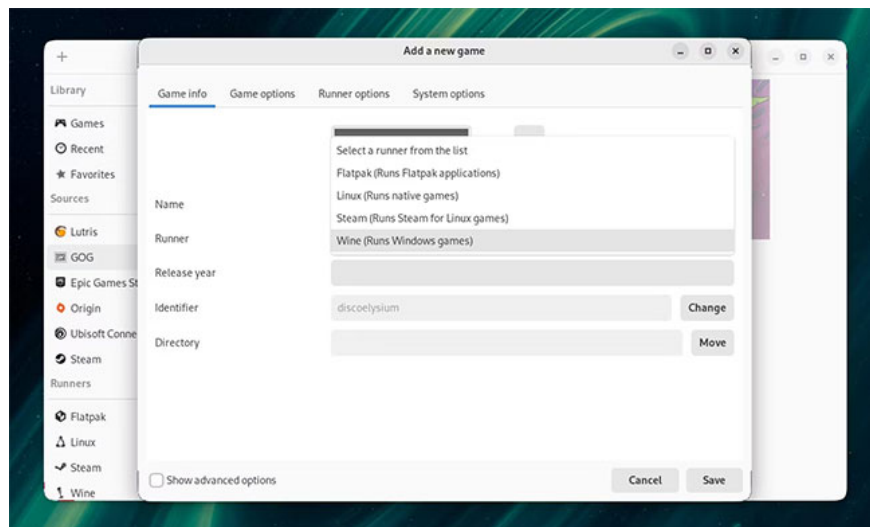 Add a new game
Library
Games
Recent
Favorites
Sources
Lutris
GOG
Epic Games St
Origin
Ubisoft Conne
Steam
Runners
Flatpak
Linux
Steam
Wine
Game info
Game options
Runner options
System options
Select a runner from the list
Flatpak (Runs Flatpak applications)
Linux (Runs native games)
Steam (Runs Steam for Linux games)
Wine (Runs Windows games)
Name
Runner
Release year
Identifier
discoelysium
Change
Directory
Move
Show advanced options
Cancel
Save